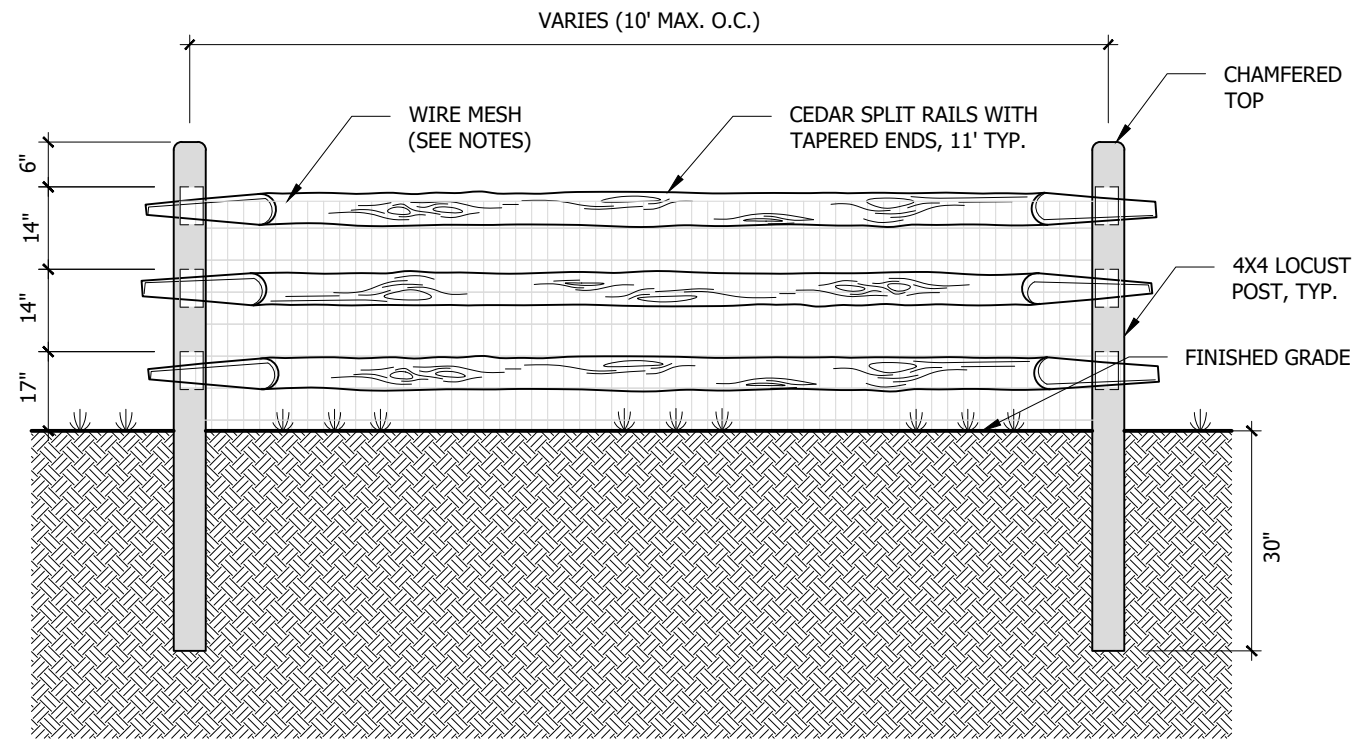 VARIES (10' MAX. O.C.)
CHAMFERED
TOP
WIRE MESH
(SEE NOTES)
CEDAR SPLIT RAILS WITH
TAPERED ENDS, 11' TYP.
6"
14"
14"
17"
4X4 LOCUST
POST, TYP.
FINISHED GRADE
30"